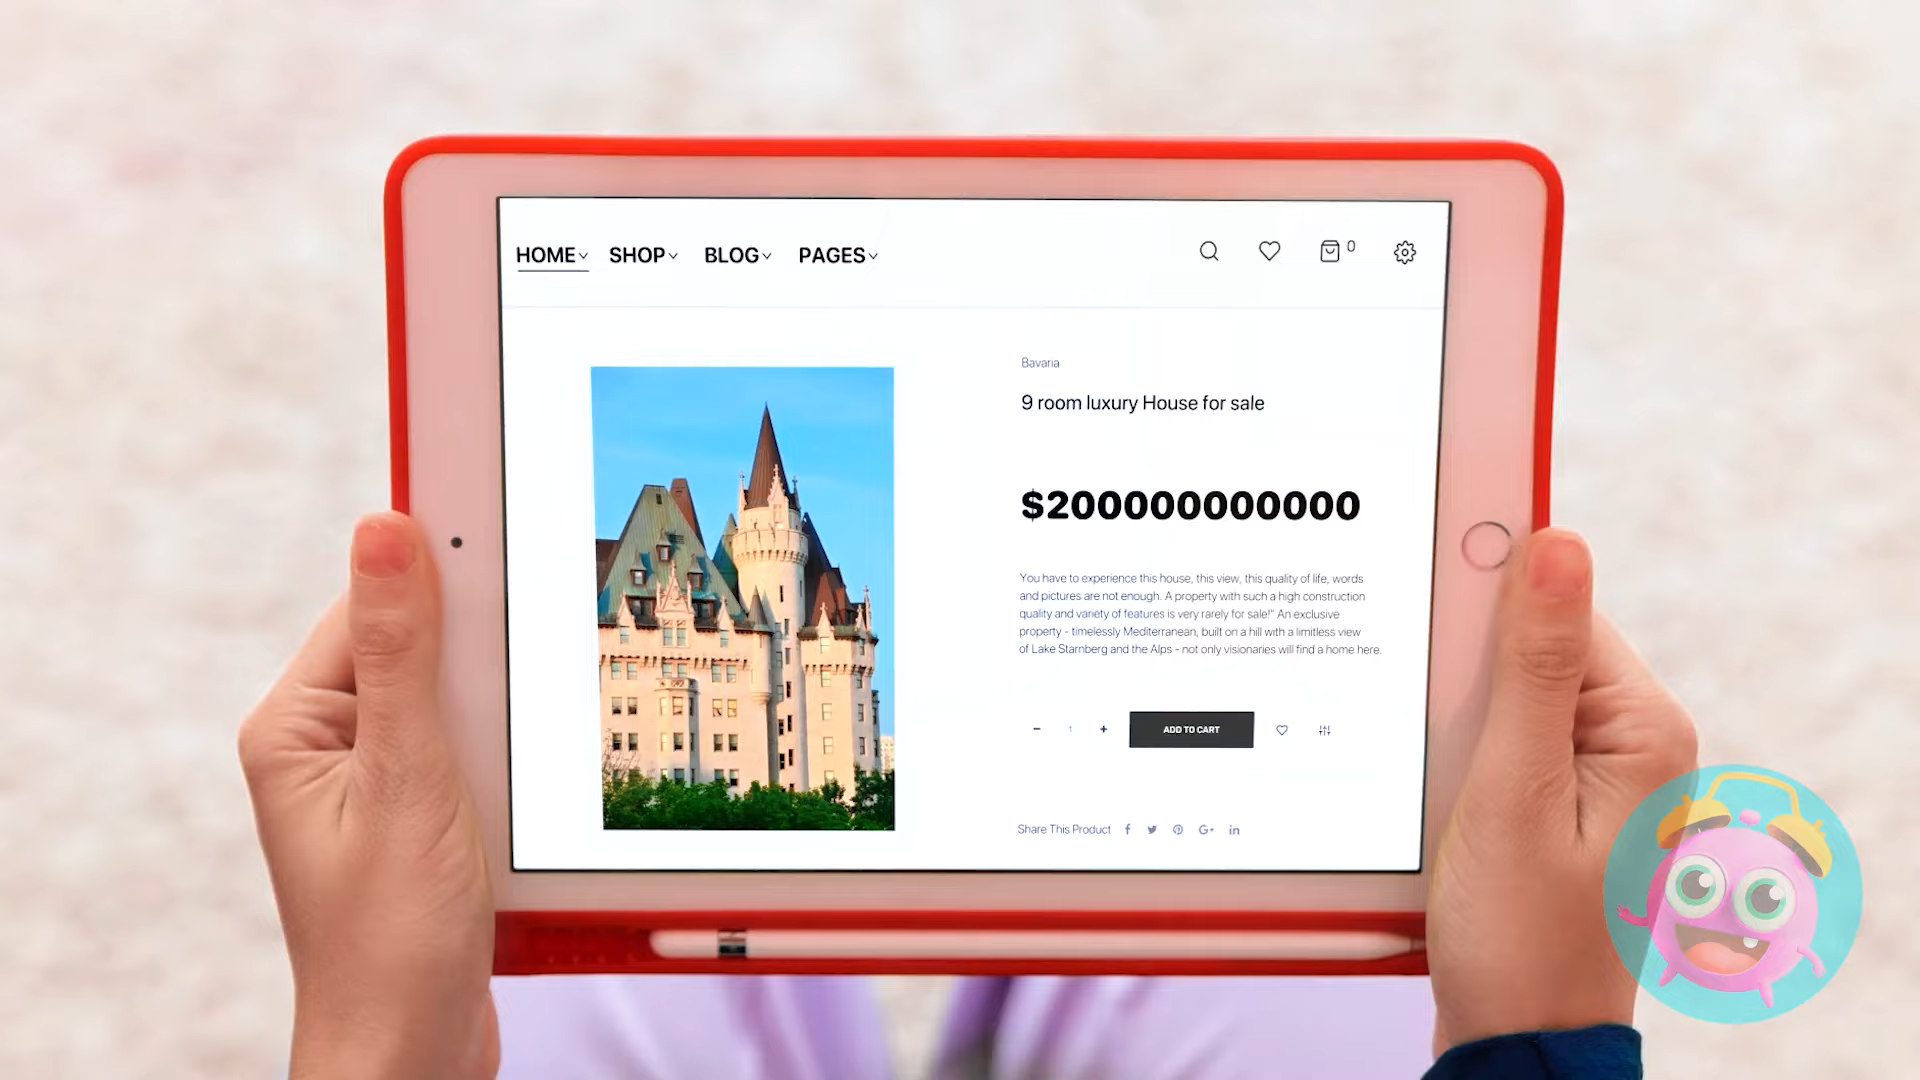 HOME SHOP BLOG PAGES
0
Bavaria
9 room luxury House for sale
$200000000000
You have to experience this house, this view, this quality of life, words
and pictures are not enough. A property with such a high construction
quality and variety of features is very rarely for sale!" An exclusive
property - timelessly Mediterranean, built on a hill with a limitless view
of Lake Starnberg and the Alps - not only visionaries will find a home here.
- 1 + ADD TO CART
Share This Product f G+ in